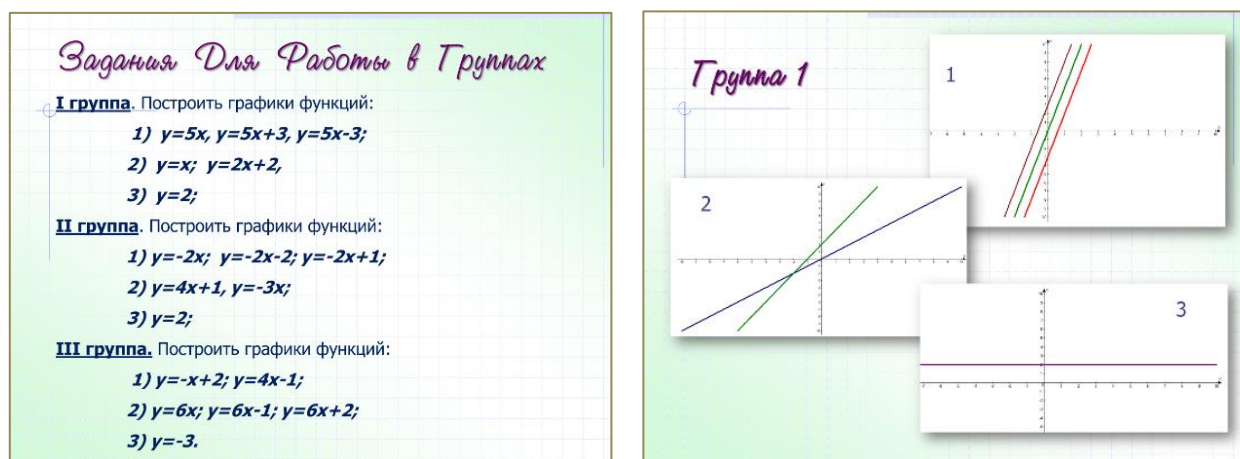 Задания Для Работы в Группах
I группа. Построить графики функций:
1) y=5x, y=5x+3, y=5x-3;
2) y=x; y=2x+2,
3) y=2;
II группа. Построить графики функций:
1) y=-2x; y=-2x-2; y=-2x+1;
2) y=4x+1, y=-3x;
3) y=2;
III группа. Построить графики функций:
1) y=-x+2; y=4x-1;
2) y=6x; y=6x-1; y=6x+2;
3) y=-3.
Группа 1
1
2
3